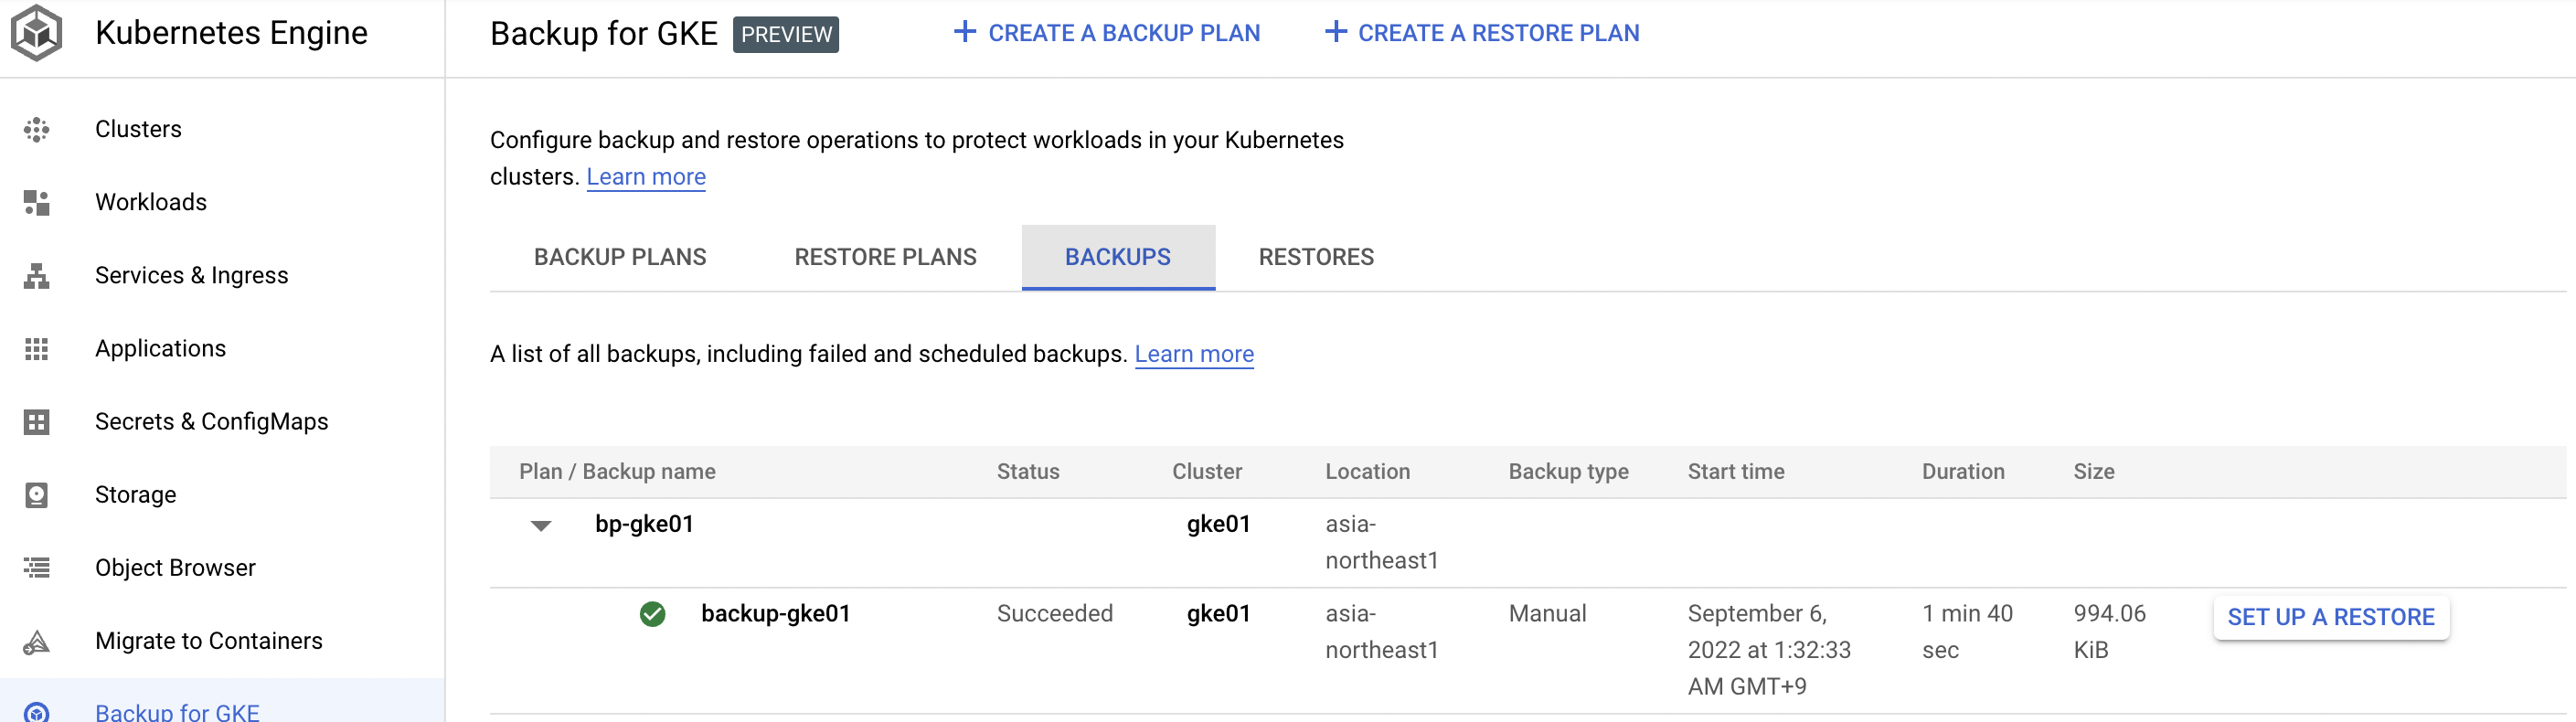 Kubernetes Engine
Backup for GKE PREVIEW
CREATE A BACKUP PLAN
CREATE A RESTORE PLAN
Clusters
Workloads
Services & Ingress
Applications
Secrets & ConfigMaps
Storage
Object Browser
Migrate to Containers
Backup for GKE
Configure backup and restore operations to protect workloads in your Kubernetes
clusters. Learn more
BACKUP PLANS RESTORE PLANS BACKUPS RESTORES
A list of all backups, including failed and scheduled backups. Learn more
Plan / Backup name Status Cluster Location Backup type Start time Duration Size
bp-gke01 gke01 asia-
northeast1
backup-gke01 Succeeded gke01 asia- Manual September 6, 1 min 40 994.06 SET UP A RESTORE
northeast1 2022 at 1:32:33 sec KiB
AM GMT+9